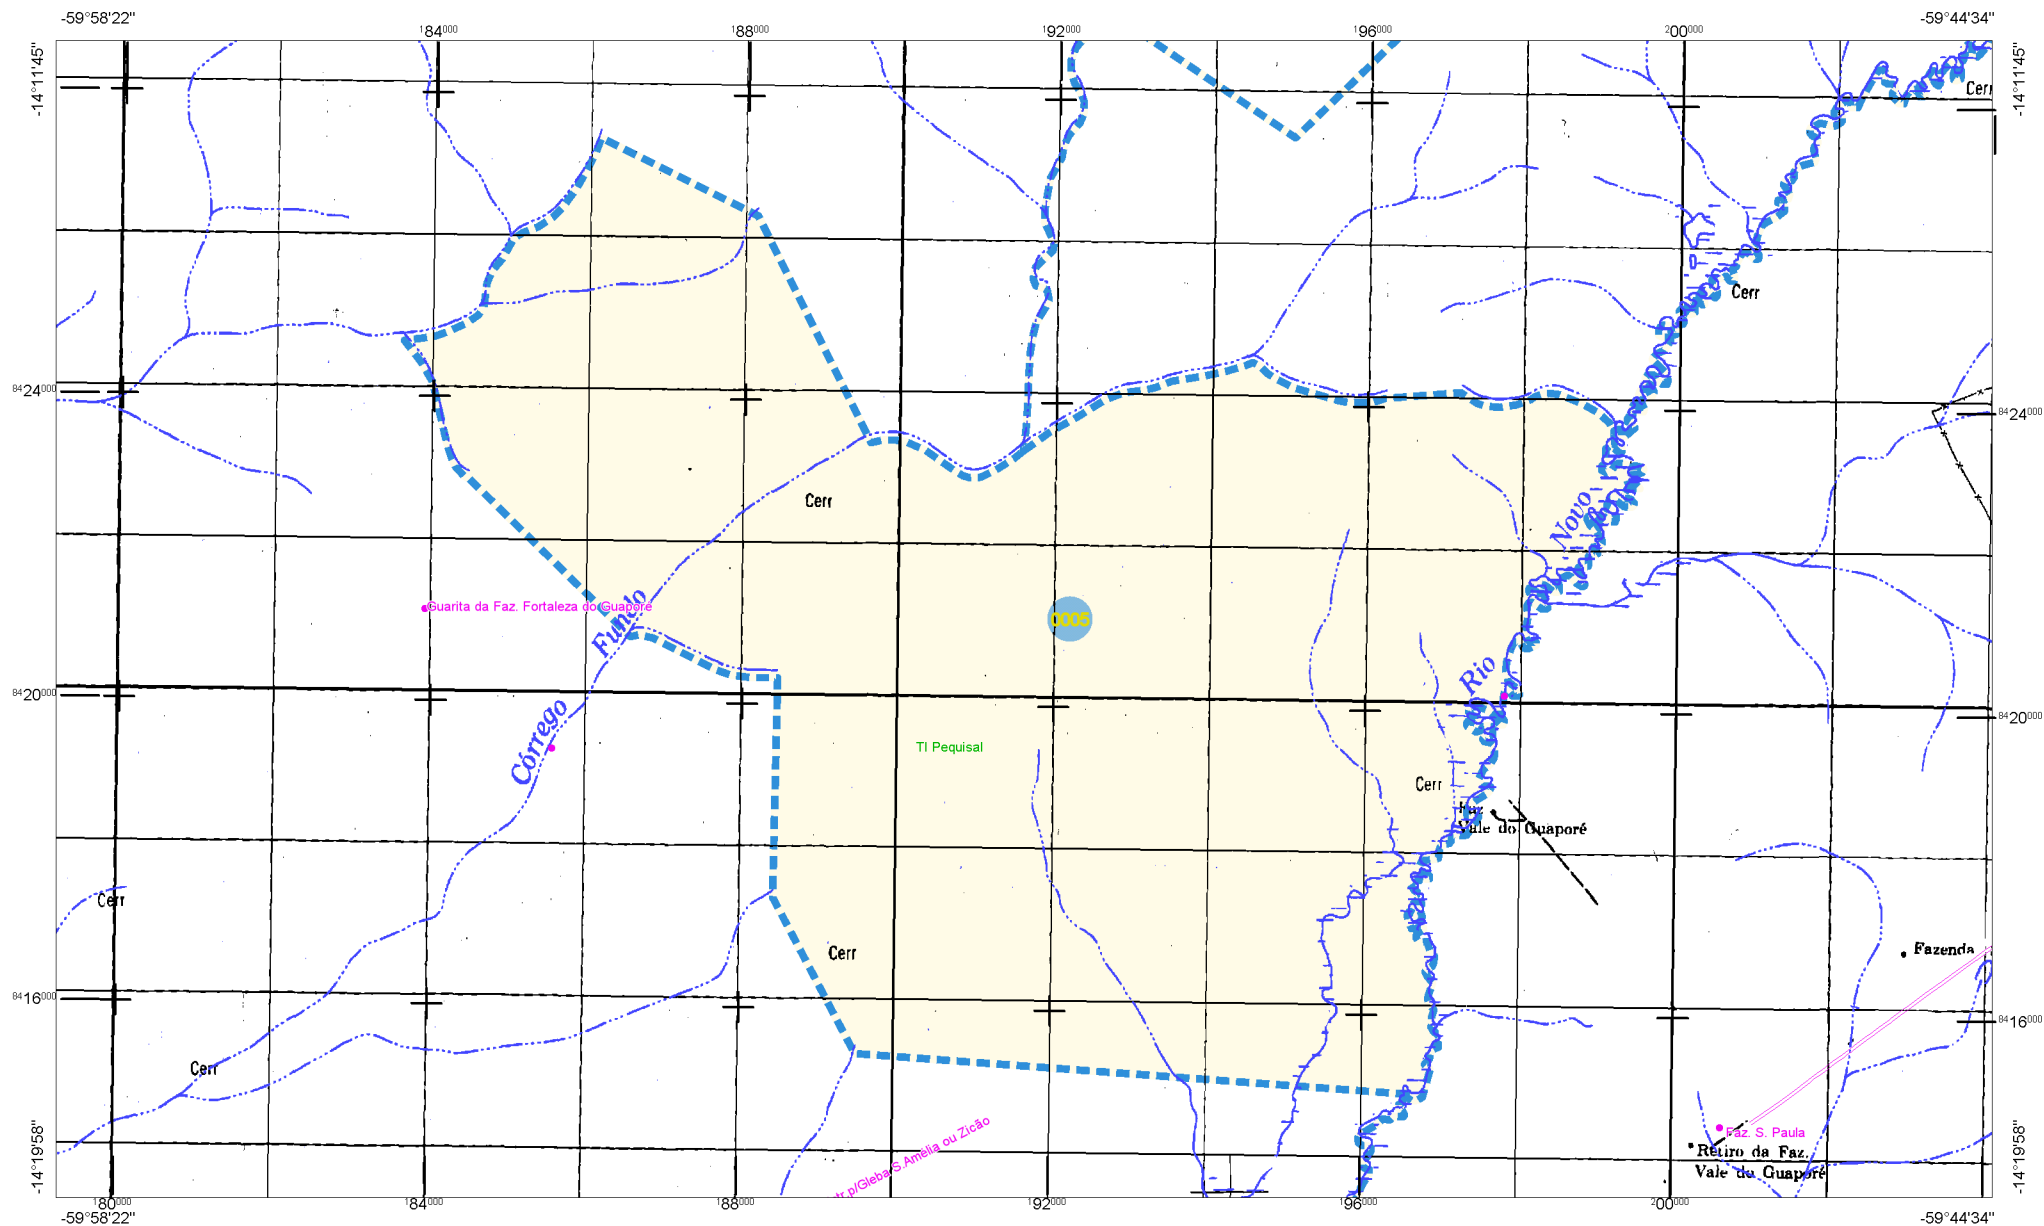 -59°58'22"
-59°44'34"
184000
188000
192000
196000
200000
-14°11'45"
-14°11'45"
Cerr
Cerr
8424000
8424000
Cerr
Novo
Guarita da Faz. Fortaleza do Guaporé
Fundo
0005
Rio
8420000
8420000
Córrego
TI Pequisal
Cerr
Faz.
Vale do Guaporé
Cerr
Cerr
Fazenda
8416000
8416000
Cerr
str.p/Gleba S.Amélia ou Zicão
Faz. S. Paula
Retiro da Faz.
Vale du Guaporé
-14°19'58"
-14°19'58"
180000
184000
188000
192000
196000
200000
-59°58'22"
-59°44'34"